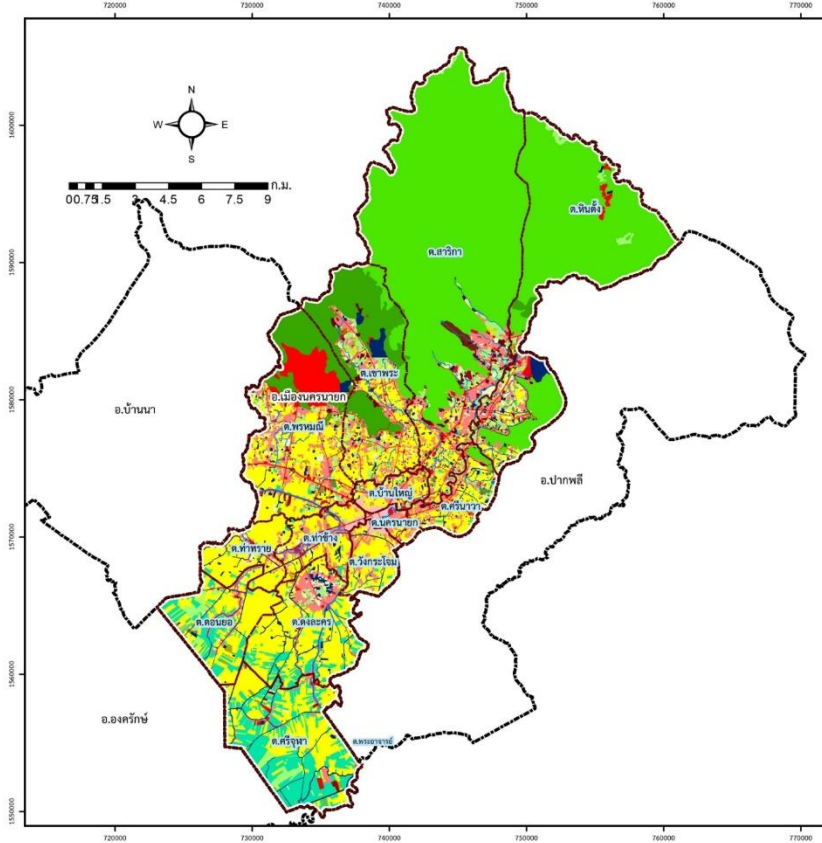 720000 730000 740000 750000 760000 770000
1600000
1590000
1580000
1570000
1560000
1550000
N
W E
S
ก.ม.
0 0.75 1.5 3 4.5 6 7.5 9
ต.หินตั้ง
ต.สาริกา
ต.เขาพระ
อ.เมืองนครนายก
อ.บ้านนา
ต.พรหมณี
อ.ปากพลี
ต.บ้านใหญ่
ต.ศรีนาวา
ต.นครนายก
ต.ท่าช้าง
ต.ท่าทราย
ต.วังกระโจม
ต.ดอนยอ
ต.ดงละคร
อ.องครักษ์
ต.ศรีจุฬา
ต.พระอาจารย์
720000 730000 740000 750000 760000 770000